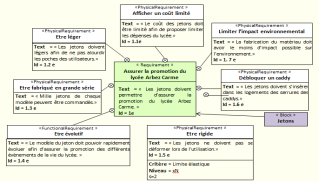 «PhysicalRequirement »
Afficher un coût limité
Text = «« Le coût des jetons doit
être limité afin de proposer limiter
les dépenses du lycée. »
Id = 1.1e
«PhysicalRequirement »
Etre léger
Text = «« Les jetons doivent
légers afin de ne pas alourdir
les poches des utilisateurs. »
Id = 1.2 e
«PhysicalRequirement »
Limiter l'impact environnemental
Text = « La fabrication du matériau doit
avoir le moins d'impact possible sur
l'environnement. »
Id = 1. 7 e
«Requirement »
Assurer la promotion du
lycée Arbez Carme
Text = «« Les jetons doivent
permettre d'assurer la
promotion du lycée Arbez
Carme. »
Id = 1e
«PhysicalRequirement »
Etre fabriqué en grande série
Text = «« Mille jetons de chaque
modèle peuvent être commandés. »
Id = 1.3 e
«PhysicalRequirement »
Débloquer un caddy
Text = «« Les jetons doivent s'insérer
dans les logements des serrures des
caddys. »
Id = 1.6 e
«Block »
Jetons
«FunctionalRequirement »
Etre évolutif
Text = «« Le modèle du jeton doit pouvoir rapidement
évoluer afin d'assurer la promotion des différents
évènements de la vie du lycée. »
Id = 1.4 e
«PhysicalRequirement »
Etre rigide
Text = «« Les jetons ne doivent pas se
déformer lors de l'utilisation. »
Id = 1.5 e
Critère = Limite élastique
Niveau =